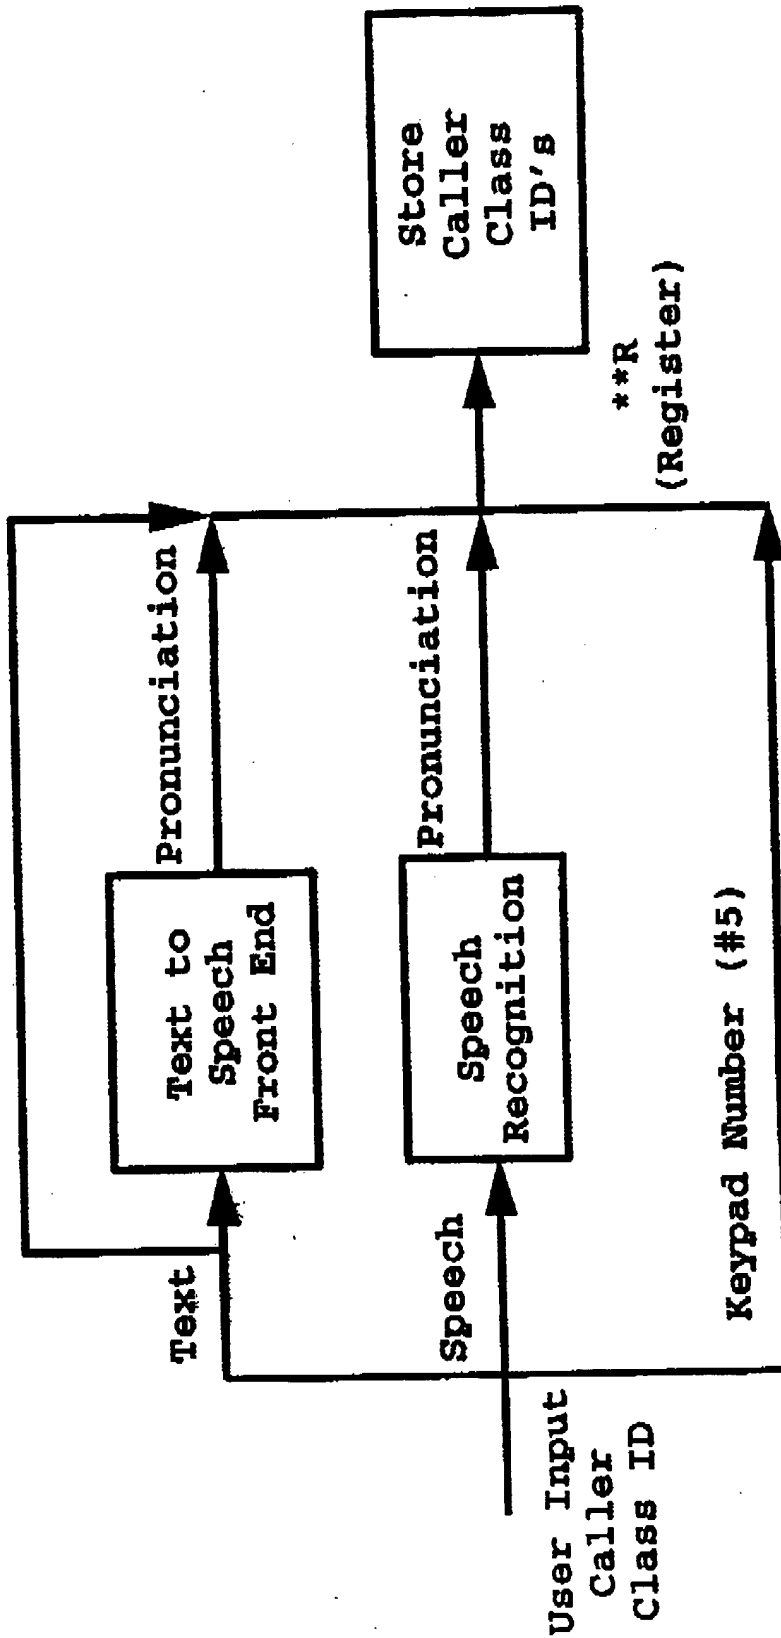 User Input
Caller
Class ID
Text
Speech
Keypad Number (#5)
Text to
Speech
Front End
Speech
Recognition
Pronunciation
Pronunciation
**R
(Register)
Store
Caller
Class
ID's